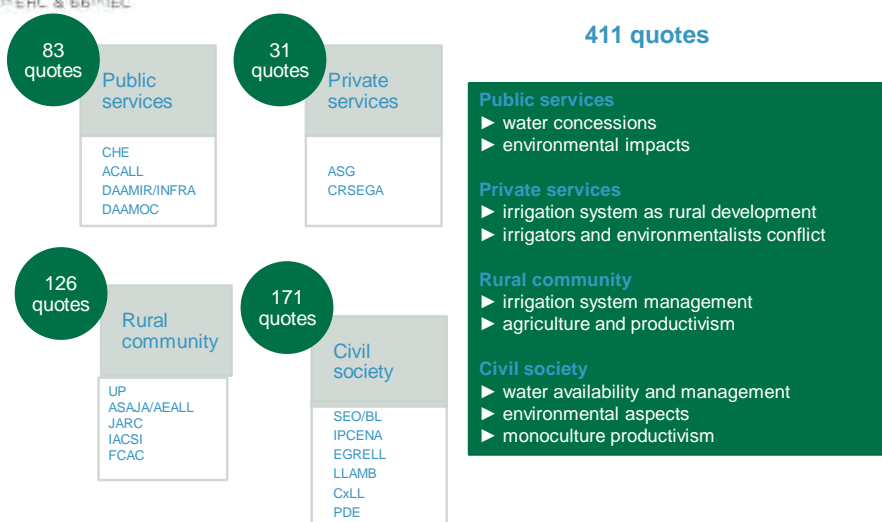 83
quotes
Public
services
CHE
ACALL
DAAMIR/INFRA
DAAMOC
31
quotes
Private
services
ASG
CRSEGA
126
quotes
Rural
community
UP
ASAJA/AEALL
JARC
IACSI
FCAC
171
quotes
Civil
society
SEO/BL
IPCENA
EGRELL
LLAMB
CxLL
PDE
411 quotes
Public services
► water concessions
► environmental impacts
Private services
► irrigation system as rural development
► irrigators and environmentalists conflict
Rural community
► irrigation system management
► agriculture and productivism
Civil society
► water availability and management
► environmental aspects
► monoculture productivism